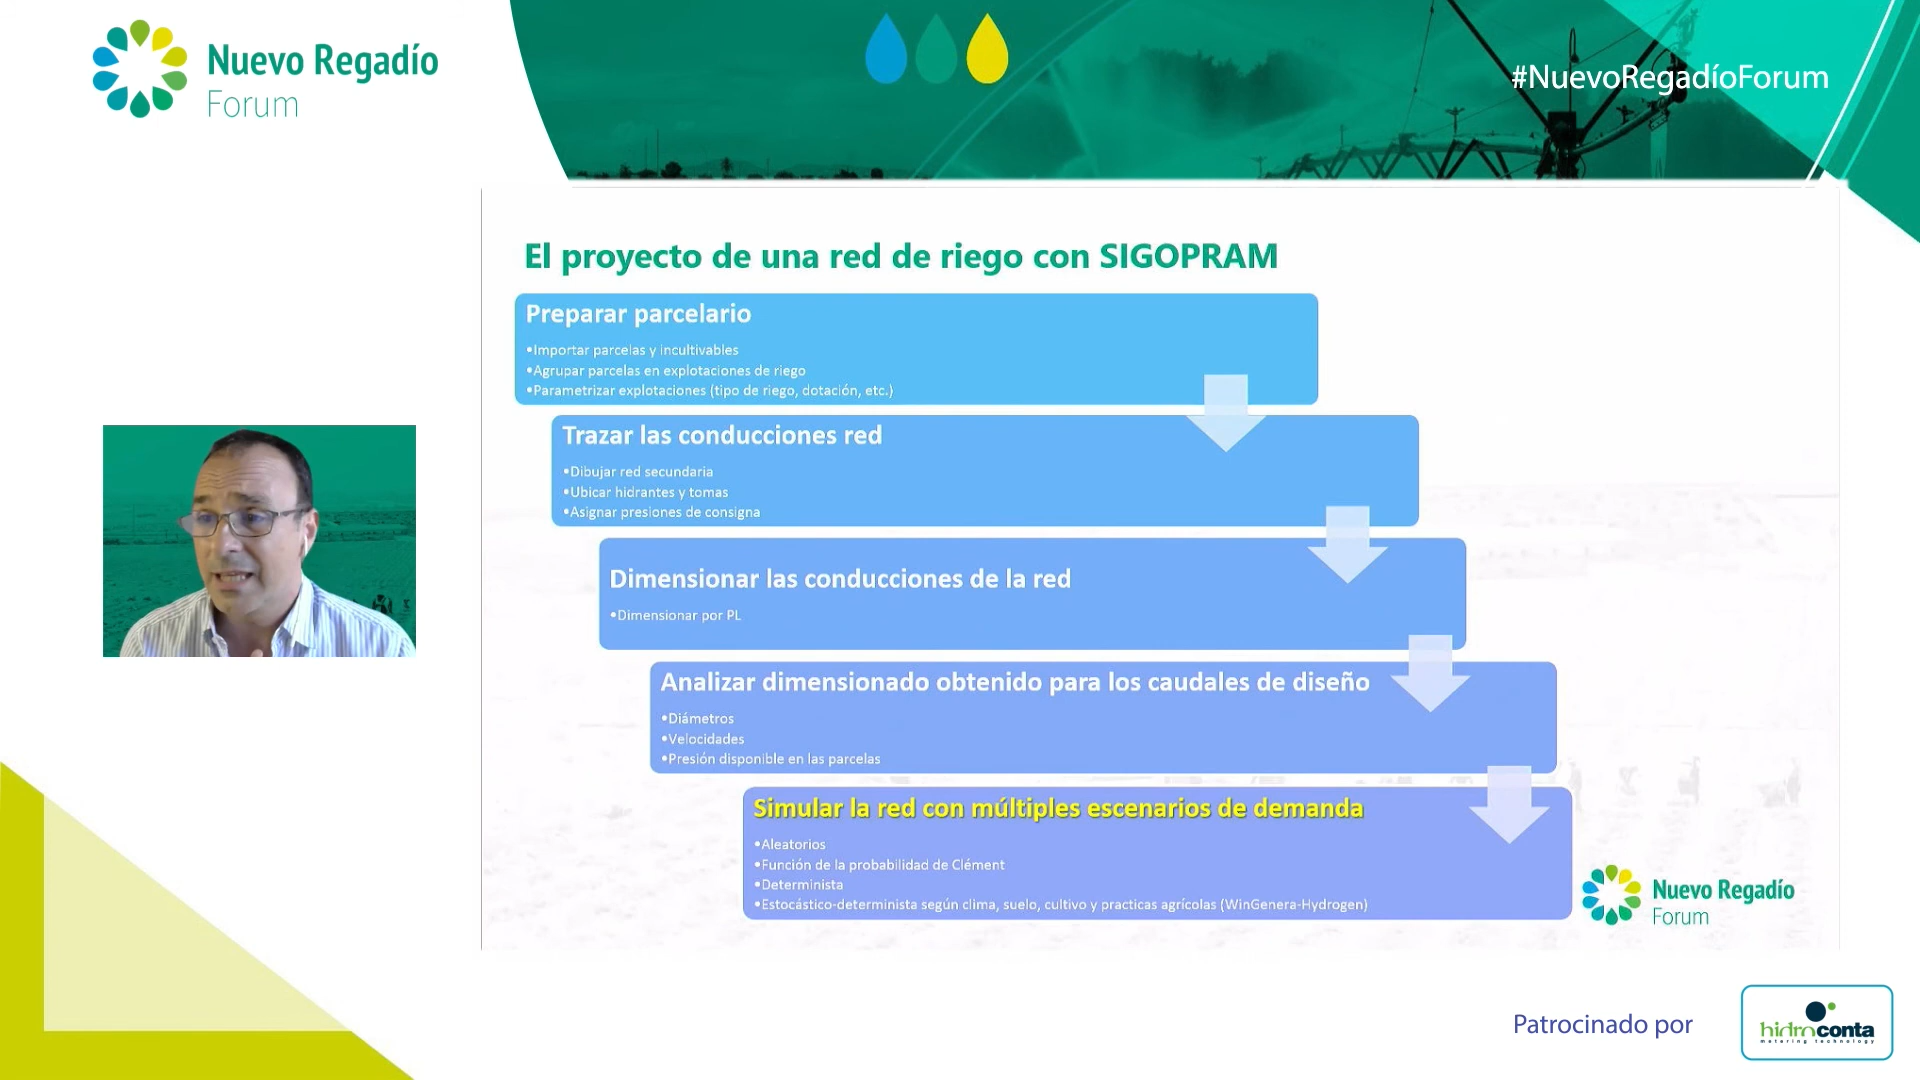 Nuevo Regadío
Forum
#NuevoRegadíoForum
El proyecto de una red de riego con SIGOPRAM
Preparar parcelario
•Importar parcelas y incultivables
•Agrupar parcelas en explotaciones de riego
•Parametrizar explotaciones (tipo de riego, dotación, etc.)
Trazar las conducciones red
•Dibujar red secundaria
•Ubicar hidrantes y tomas
•Asignar presiones de consigna
Dimensionar las conducciones de la red
•Dimensionar por PL
Analizar dimensionado obtenido para los caudales de diseño
•Diámetros
•Velocidades
•Presión disponible en las parcelas
Simular la red con múltiples escenarios de demanda
•Aleatorios
•Función de la probabilidad de Clément
•Determinista
•Estocástico-determinista según clima, suelo, cultivo y practicas agrícolas (WinGenera-Hydrogen)
Nuevo Regadío
Forum
Patrocinado por
hidroconta
metering technology